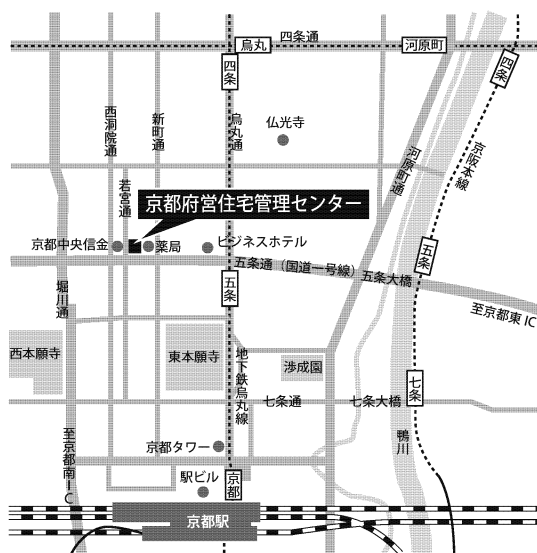 四条通
烏丸
河原町
四条
四条
西洞院通
新町通
烏丸通
仏光寺
河原町通
京阪本線
若宮通
京都府営住宅管理センター
京都中央信金
薬局
ビジネスホテル
五条通（国道一号線）五条大橋
五条
五条
堀川通
至京都東IC
西本願寺
東本願寺
地下鉄烏丸線
渉成園
七条
七条通
七条大橋
鴨川
至京都南IC
京都タワー
駅ビル
京都
京都駅